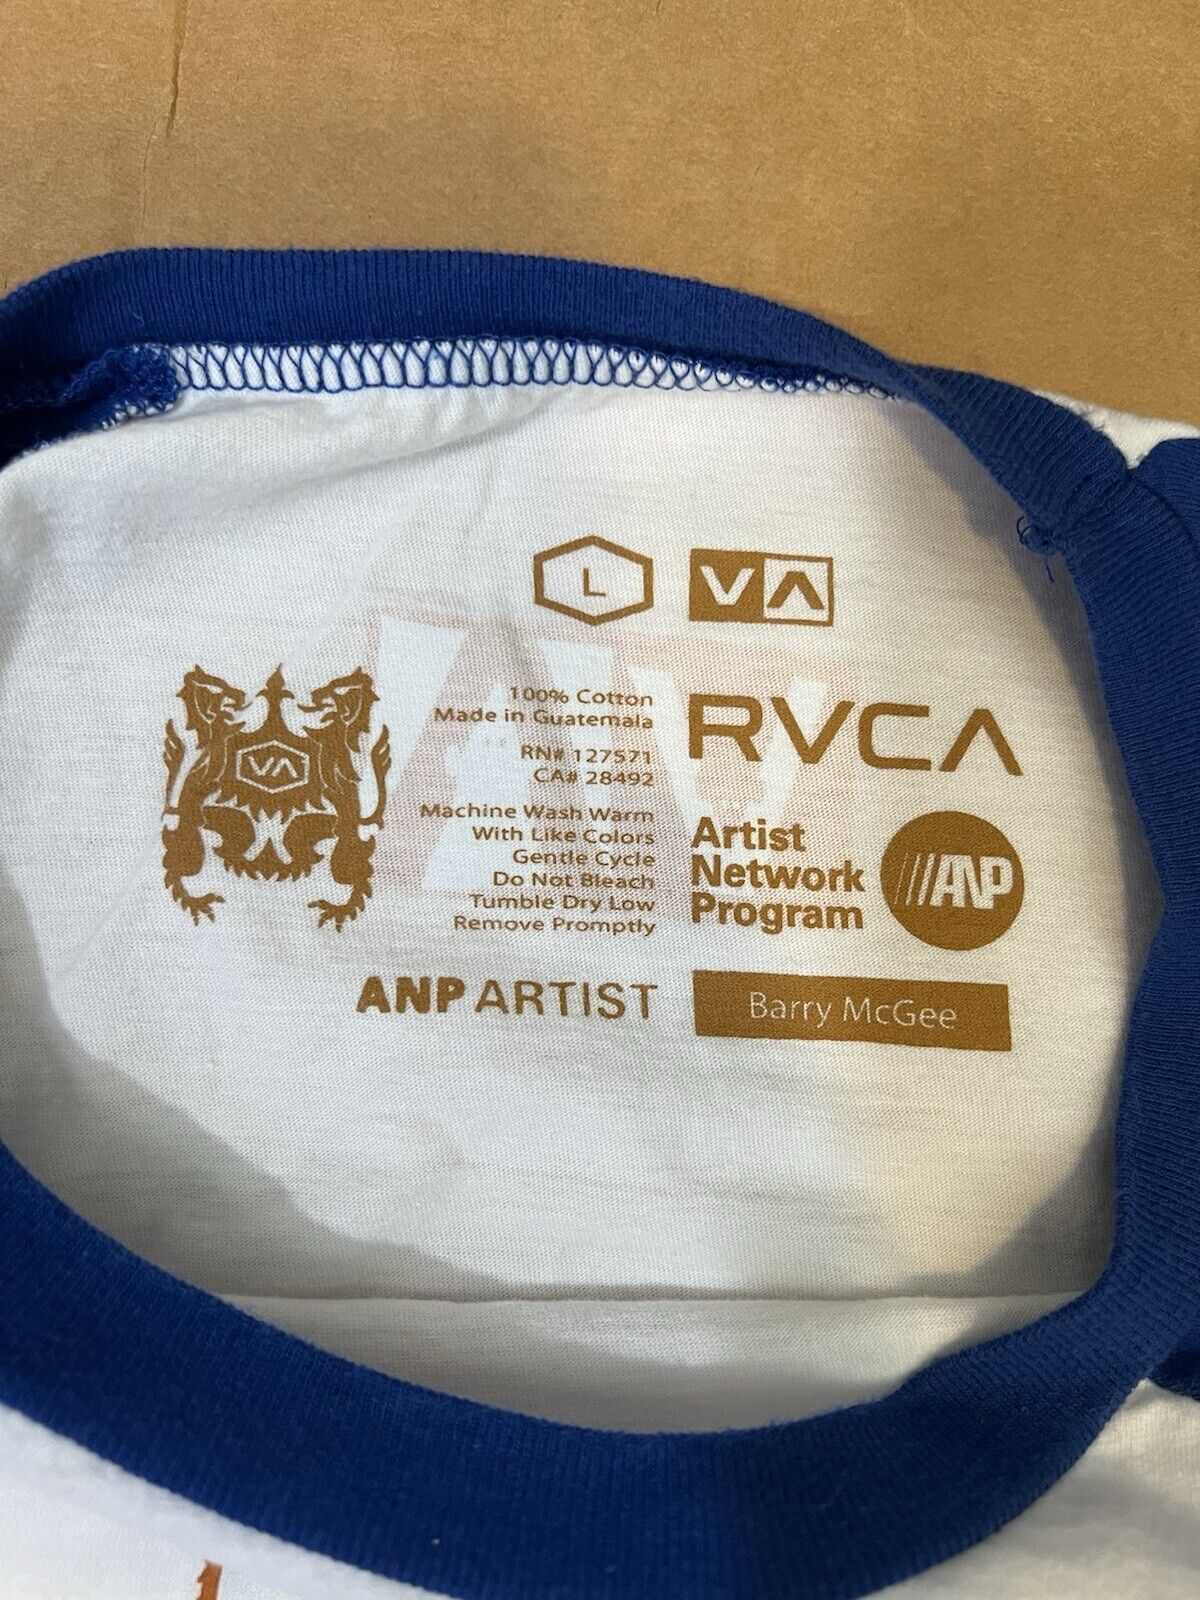 L
VA
VA
100% Cotton
Made in Guatemala
RN# 127571
CA# 28492
Machine Wash Warm
With Like Colors
Gentle Cycle
Do Not Bleach
Tumble Dry Low
Remove Promptly
RVCA
Artist
Network
Program
ANP
ANP ARTIST
Barry McGee